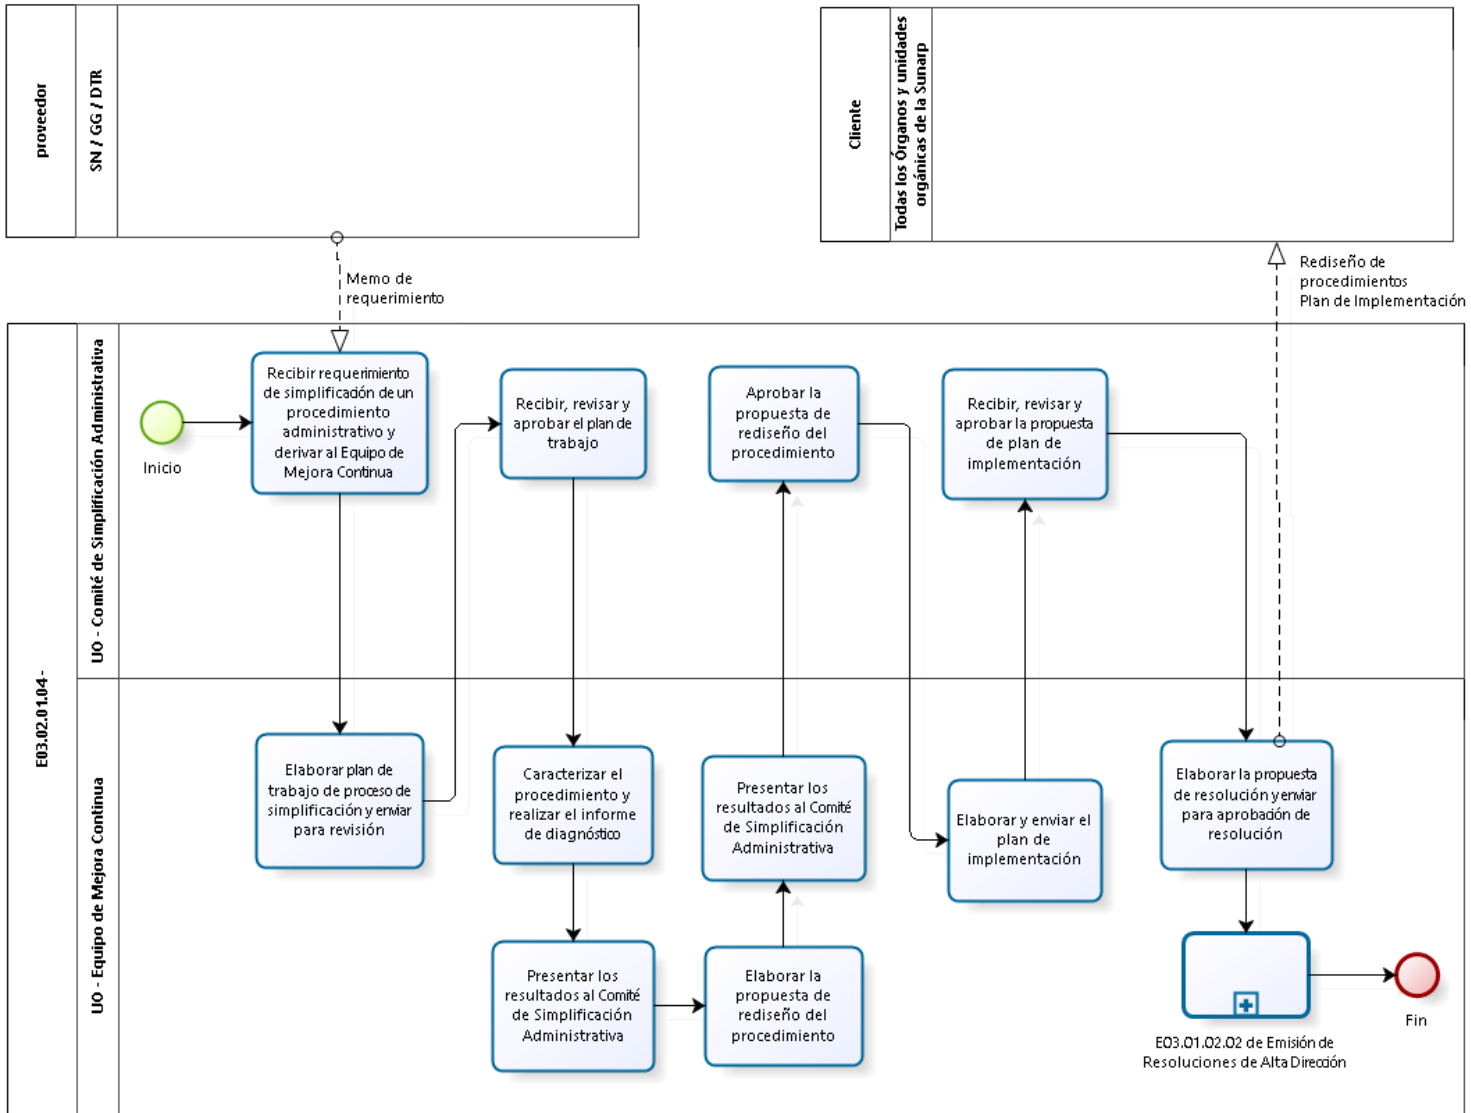 proveedor
SN / GG / DTR
Cliente
Todas los Órganos y unidades
orgánicas de la Sunarp
Memo de
requerimiento
Rediseño de
procedimientos
Plan de Implementación
E03.02.01.04 -
UO - Comité de Simplificación Administrativa
Inicio
Recibir requerimiento
de simplificación de un
procedimiento
administrativo y
derivar al Equipo de
Mejora Continua
Recibir, revisar y
aprobar el plan de
trabajo
Aprobar la
propuesta de
rediseño del
procedimiento
Recibir, revisar y
aprobar la propuesta
de plan de
implementación
UO - Equipo de Mejora Continua
Elaborar plan de
trabajo de proceso de
simplificación y enviar
para revisión
Caracterizar el
procedimiento y
realizar el informe
de diagnóstico
Presentar los
resultados al Comité
de Simplificación
Administrativa
Elaborar y enviar el
plan de
implementación
Elaborar la propuesta
de resolución y enviar
para aprobación de
resolución
Presentar los
resultados al Comité
de Simplificación
Administrativa
Elaborar la
propuesta de
rediseño del
procedimiento
E03.01.02.02 de Emisión de
Resoluciones de Alta Dirección
Fin